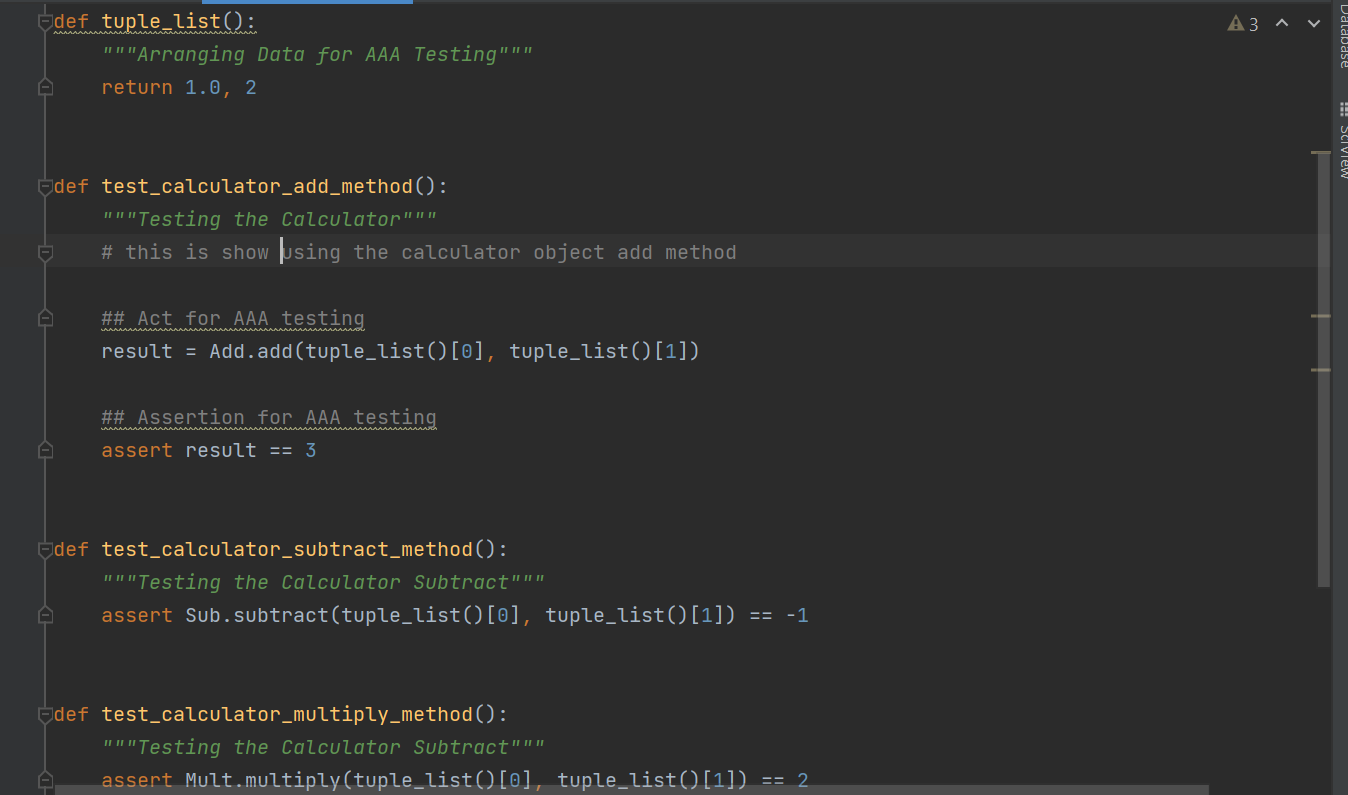 def tuple_list():
    """Arranging Data for AAA Testing"""
    return 1.0, 2
def test_calculator_add_method():
    """Testing the Calculator"""
    # this is show using the calculator object add method
    ## Act for AAA testing
    result = Add.add(tuple_list()[0], tuple_list()[1])
    ## Assertion for AAA testing
    assert result == 3
def test_calculator_subtract_method():
    """Testing the Calculator Subtract"""
    assert Sub.subtract(tuple_list()[0], tuple_list()[1]) == -1
def test_calculator_multiply_method():
    """Testing the Calculator Subtract"""
    assert Mult.multiply(tuple_list()[0], tuple_list()[1]) == 2
3
Database
SciView